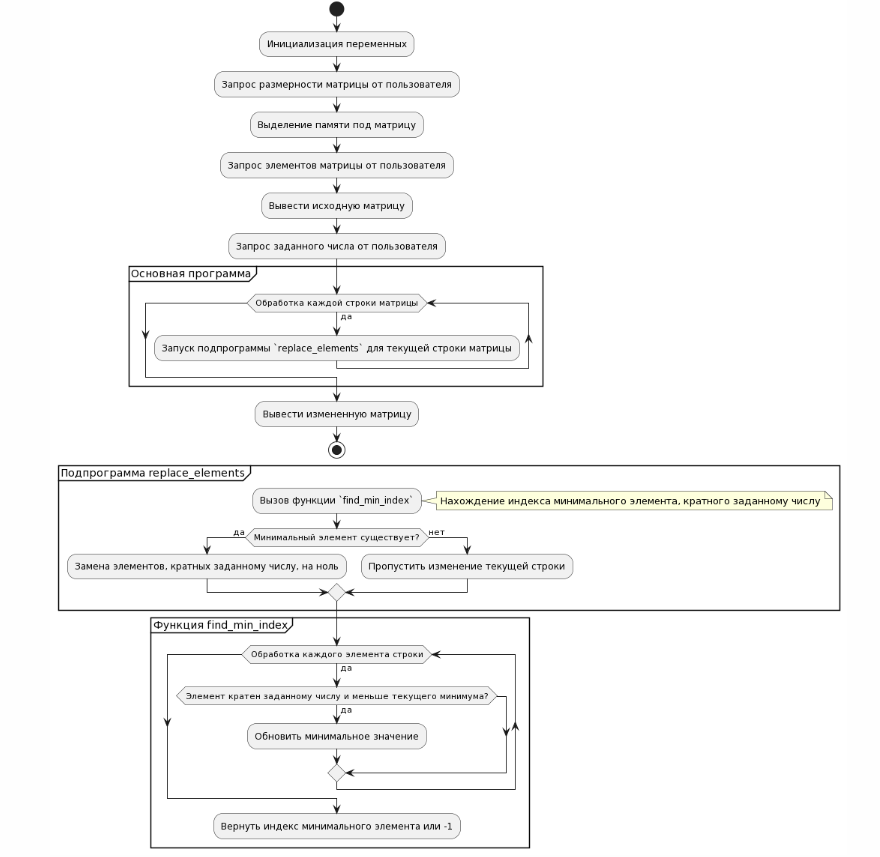 Инициализация переменных
Запрос размерности матрицы от пользователя
Выделение памяти под матрицу
Запрос элементов матрицы от пользователя
Вывести исходную матрицу
Запрос заданного числа от пользователя
Основная программа
Обработка каждой строки матрицы
да
Запуск подпрограммы `replace_elements` для текущей строки матрицы
Вывести измененную матрицу
Подпрограмма replace_elements
Вызов функции `find_min_index`
Нахождение индекса минимального элемента, кратного заданному числу
да
Минимальный элемент существует?
нет
Замена элементов, кратных заданному числу, на ноль
Пропустить изменение текущей строки
Функция find_min_index
Обработка каждого элемента строки
да
Элемент кратен заданному числу и меньше текущего минимума?
да
Обновить минимальное значение
Вернуть индекс минимального элемента или -1